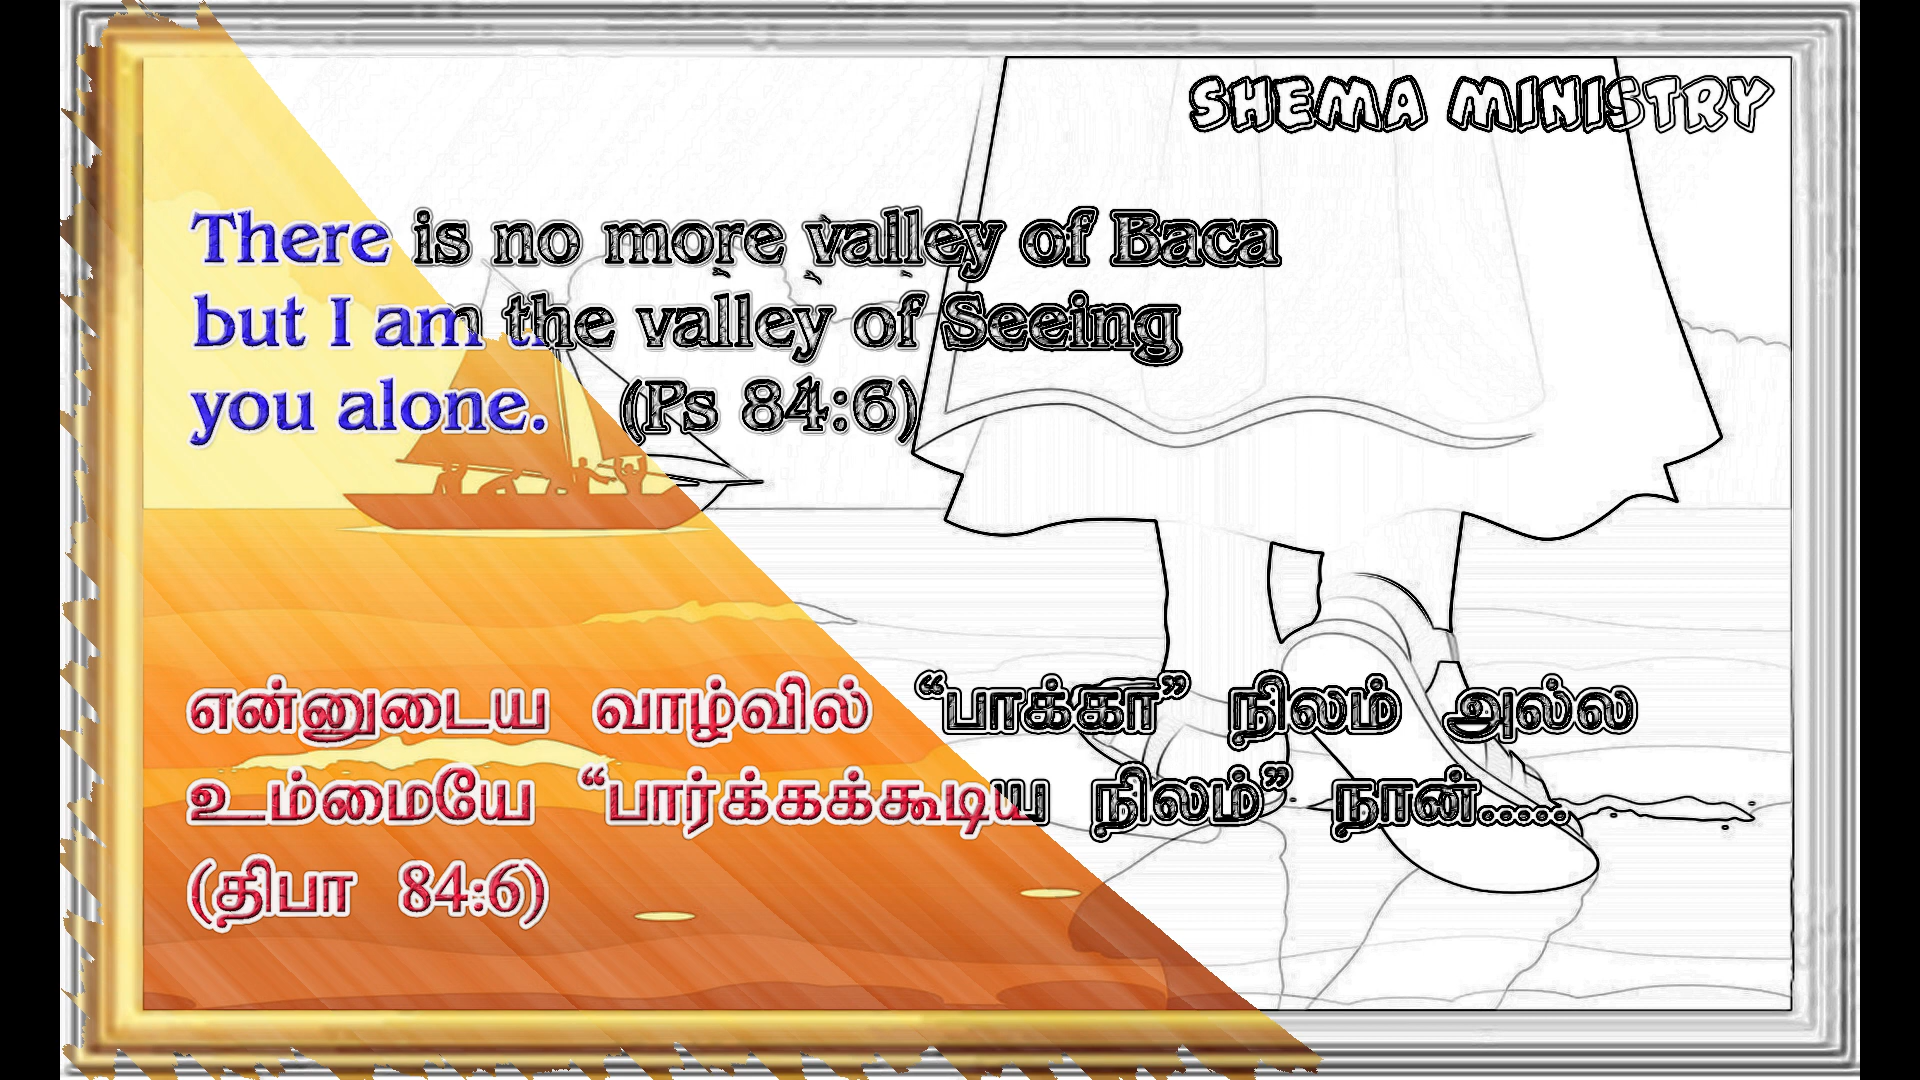 SHEMA MINISTRY
There is no more valley of Baca
but I am the valley of Seeing
you alone. (Ps 84:6)
என்னுடைய வாழ்வில் “பாக்கா” நிலம் அல்ல
உம்மையே “பார்க்கக்கூடிய நிலம்” நான்.....
(திபா 84:6)